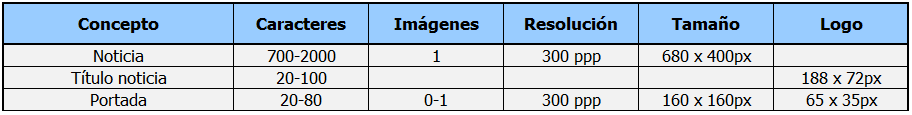 Concepto Caracteres Imágenes Resolución Tamaño Logo
Noticia 700-2000 1 300 ppp 680 x 400px
Título noticia 20-100 188 x 72px
Portada 20-80 0-1 300 ppp 160 x 160px 65 x 35px